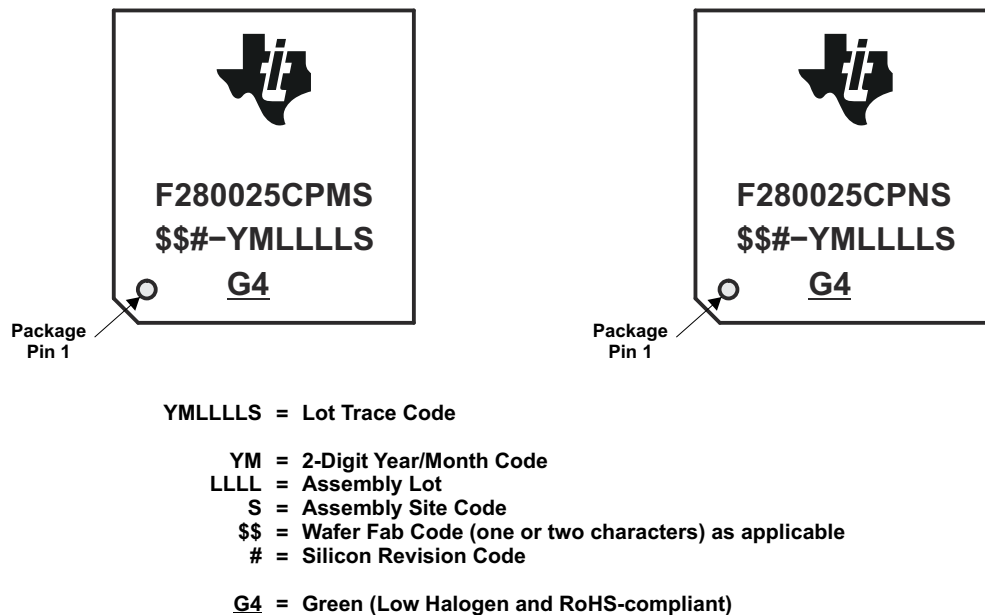 F280025CPMS
$$#−YMLLLLS
G4
Package
Pin 1
F280025CPNS
$$#−YMLLLLS
G4
Package
Pin 1
YMLLLLS = Lot Trace Code
YM = 2-Digit Year/Month Code
LLLL = Assembly Lot
S = Assembly Site Code
$$ = Wafer Fab Code (one or two characters) as applicable
# = Silicon Revision Code
G4 = Green (Low Halogen and RoHS-compliant)